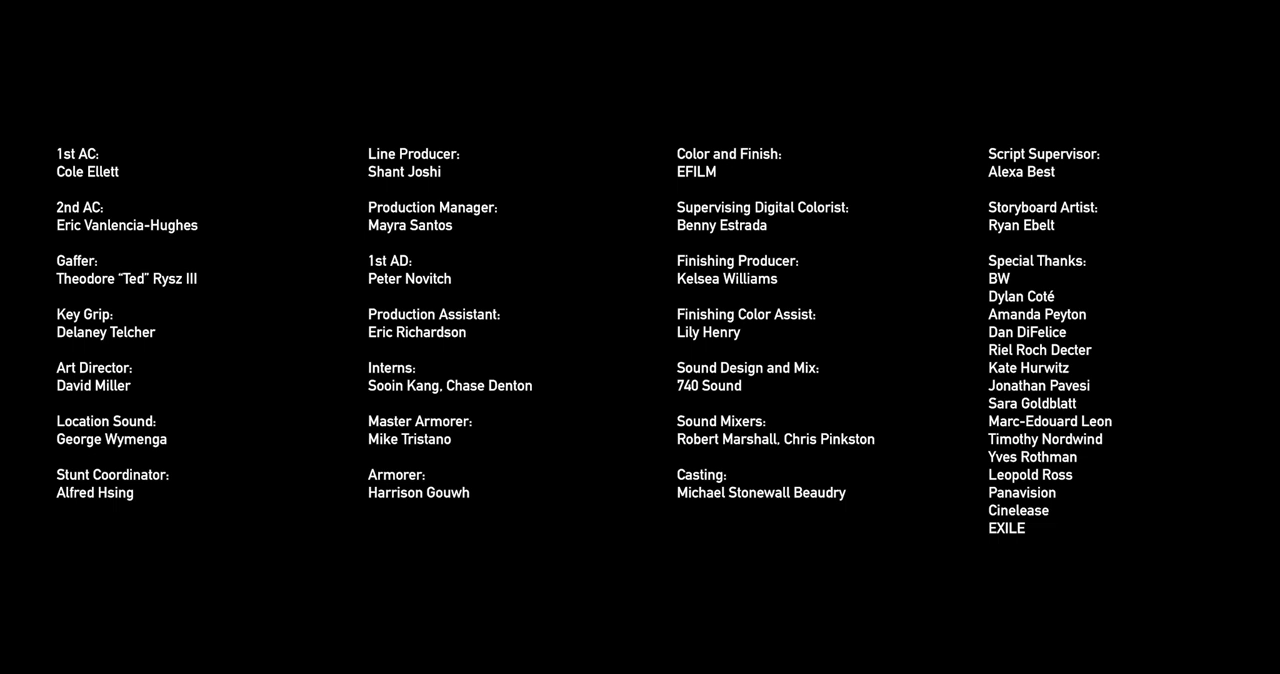 1st AC:
Cole Ellett
2nd AC:
Eric Vanlencia-Hughes
Gaffer:
Theodore “Ted” Rysz III
Key Grip:
Delaney Telcher
Art Director:
David Miller
Location Sound:
George Wymenga
Stunt Coordinator:
Alfred Hsing
Line Producer:
Shant Joshi
Production Manager:
Mayra Santos
1st AD:
Peter Novitch
Production Assistant:
Eric Richardson
Interns:
Sooin Kang, Chase Denton
Master Armorer:
Mike Tristano
Armorer:
Harrison Gouwh
Color and Finish:
EFILM
Supervising Digital Colorist:
Benny Estrada
Finishing Producer:
Kelsea Williams
Finishing Color Assist:
Lily Henry
Sound Design and Mix:
740 Sound
Sound Mixers:
Robert Marshall, Chris Pinkston
Casting:
Michael Stonewall Beaudry
Script Supervisor:
Alexa Best
Storyboard Artist:
Ryan Ebelt
Special Thanks:
BW
Dylan Coté
Amanda Peyton
Dan DiFelice
Riel Roch Decter
Kate Hurwitz
Jonathan Pavesi
Sara Goldblatt
Marc-Edouard Leon
Timothy Nordwind
Yves Rothman
Leopold Ross
Panavision
Cinelease
EXILE